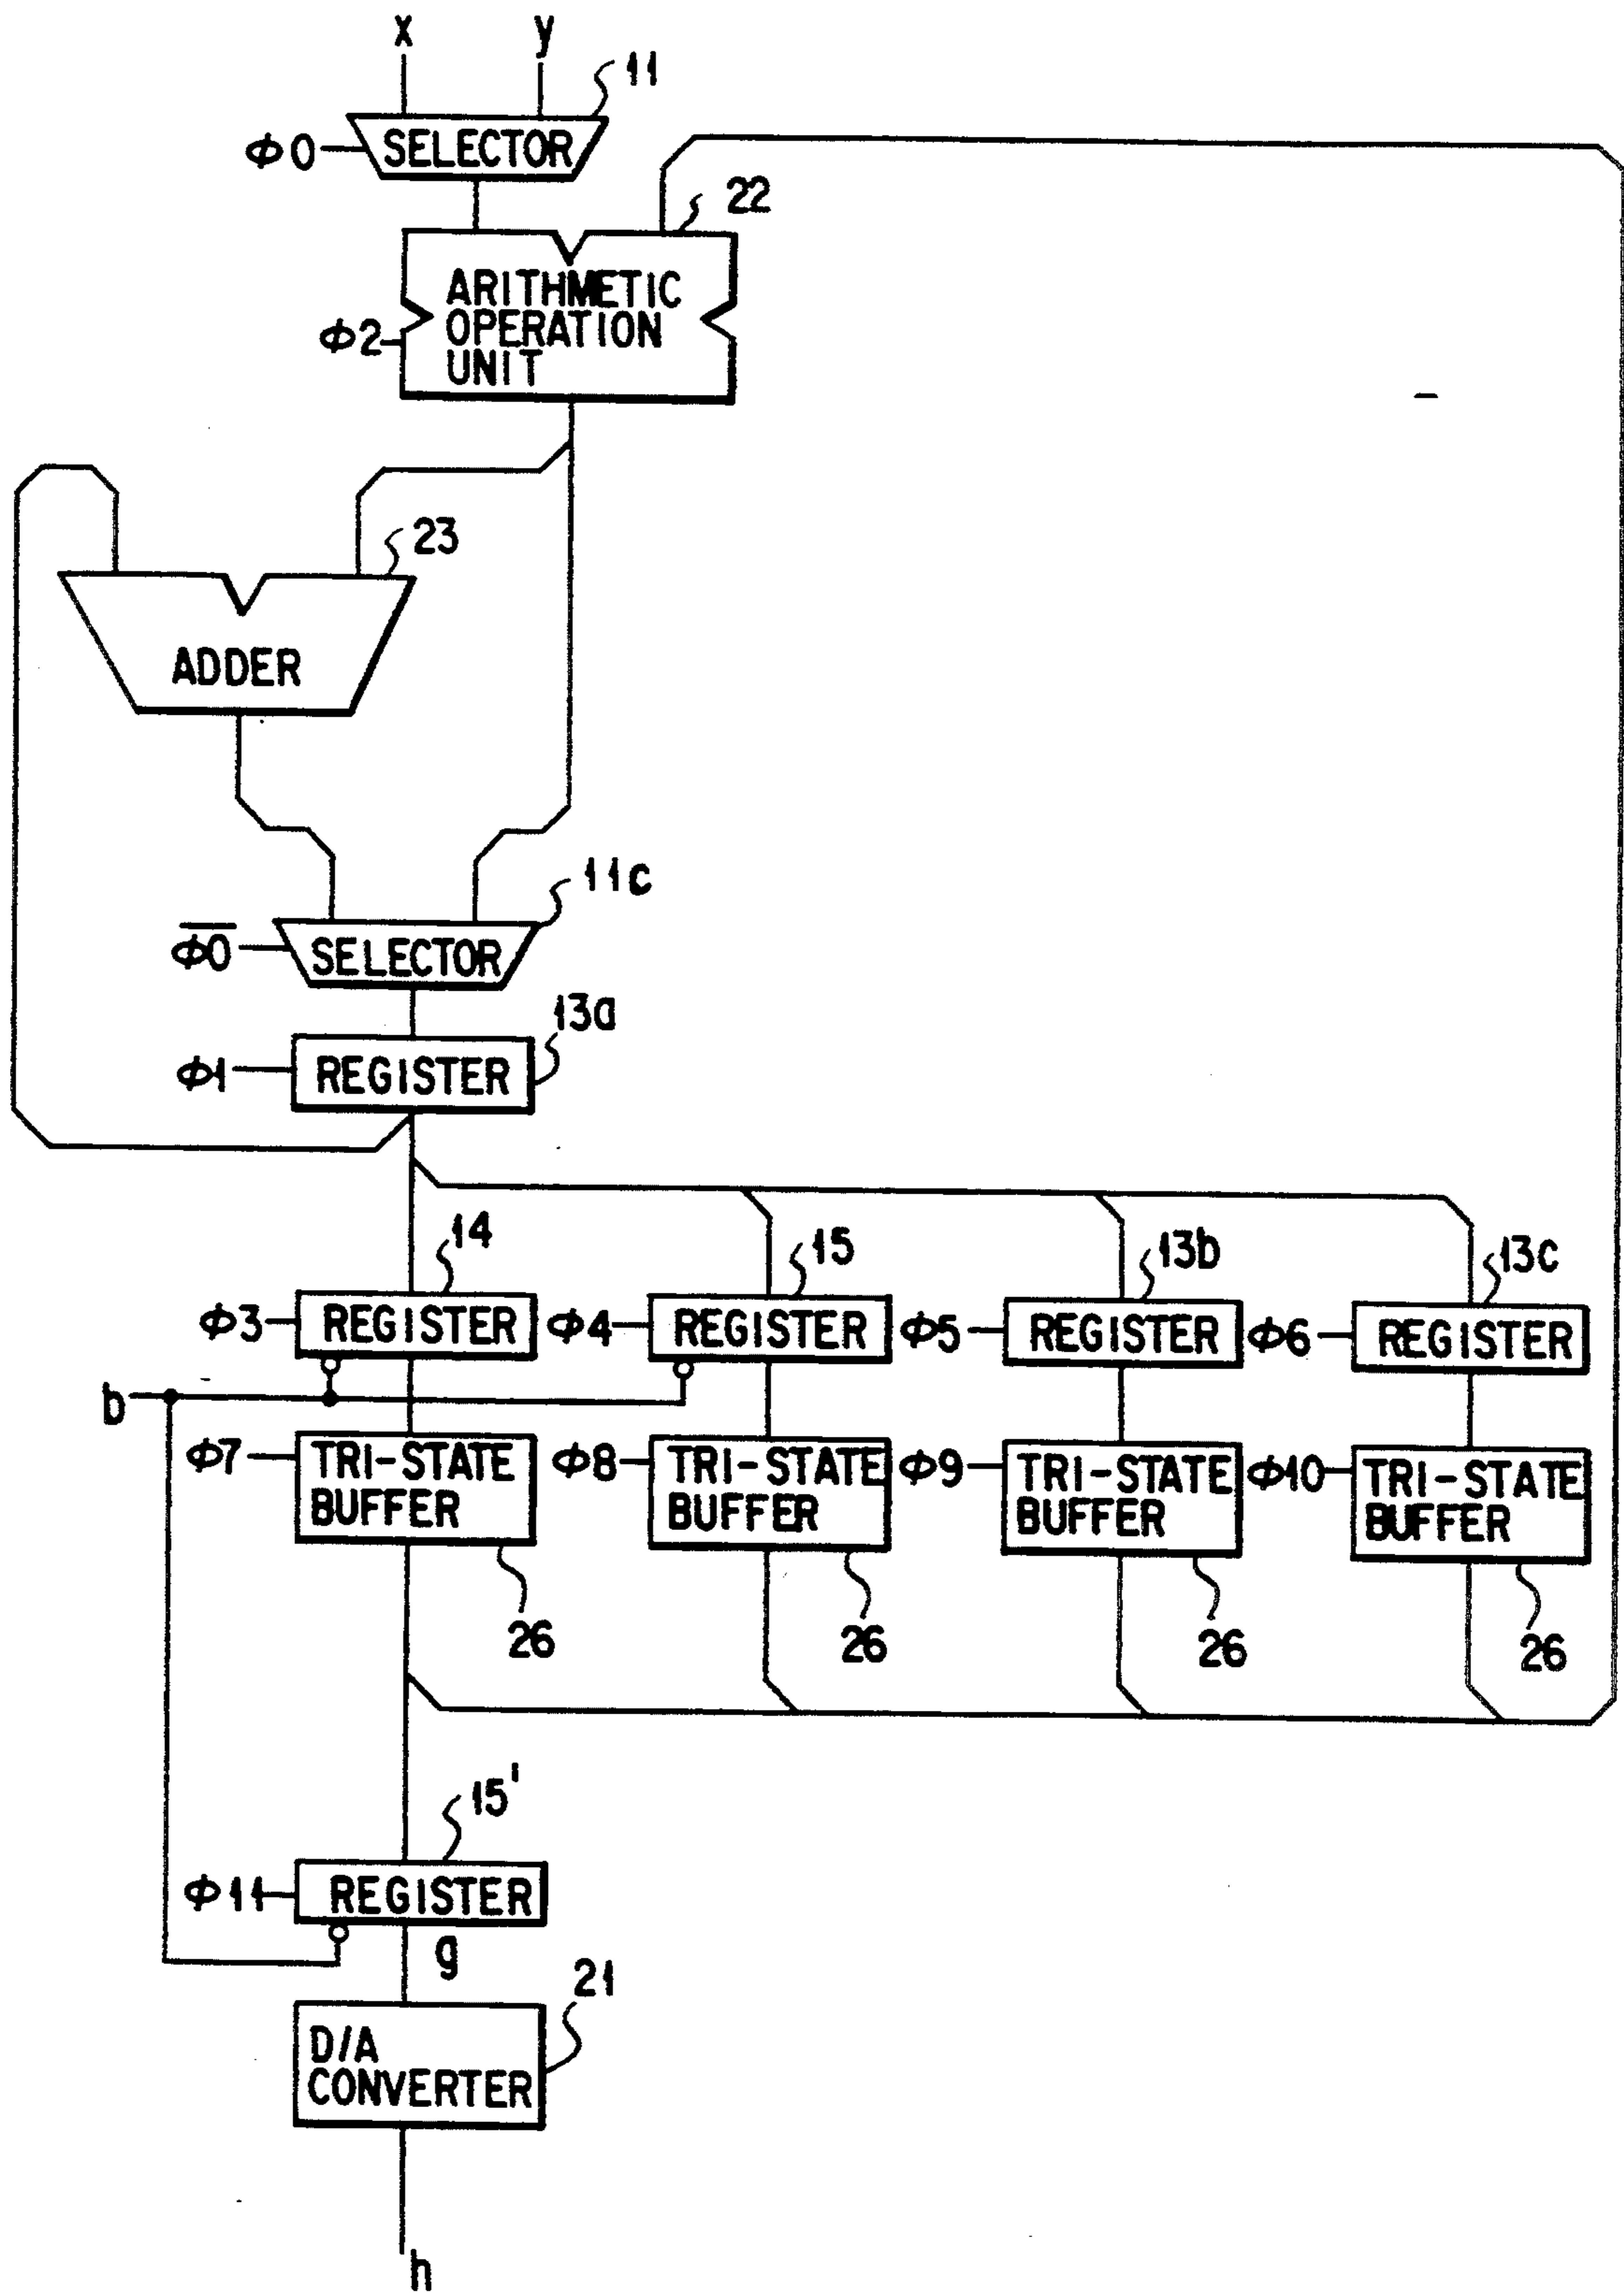 x y
11
Φ0 SELECTOR
22
ARITHMETIC
OPERATION
UNIT
Φ2
23
ADDER
11c
Φ0 SELECTOR
13a
Φ1 REGISTER
14 15 13b 13c
Φ3 REGISTER Φ4 REGISTER Φ5 REGISTER Φ6 REGISTER
b
Φ7 TRI-STATE BUFFER Φ8 TRI-STATE BUFFER Φ9 TRI-STATE BUFFER Φ10 TRI-STATE BUFFER
26 26 26 26
15'
Φ11 REGISTER
g
21
D/A
CONVERTER
h